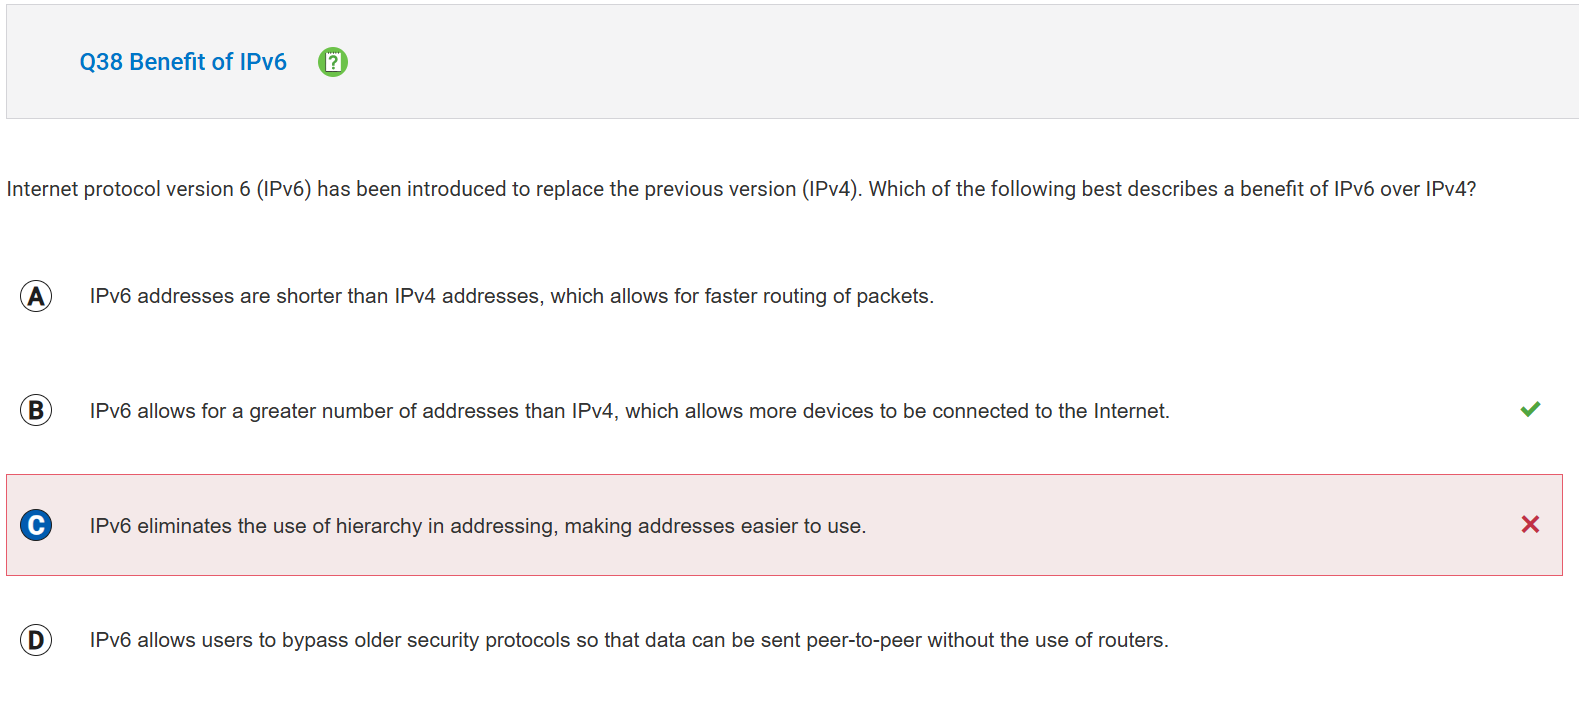 Q38 Benefit of IPv6
Internet protocol version 6 (IPv6) has been introduced to replace the previous version (IPv4). Which of the following best describes a benefit of IPv6 over IPv4?
A IPv6 addresses are shorter than IPv4 addresses, which allows for faster routing of packets.
B IPv6 allows for a greater number of addresses than IPv4, which allows more devices to be connected to the Internet.
C IPv6 eliminates the use of hierarchy in addressing, making addresses easier to use.
D IPv6 allows users to bypass older security protocols so that data can be sent peer-to-peer without the use of routers.